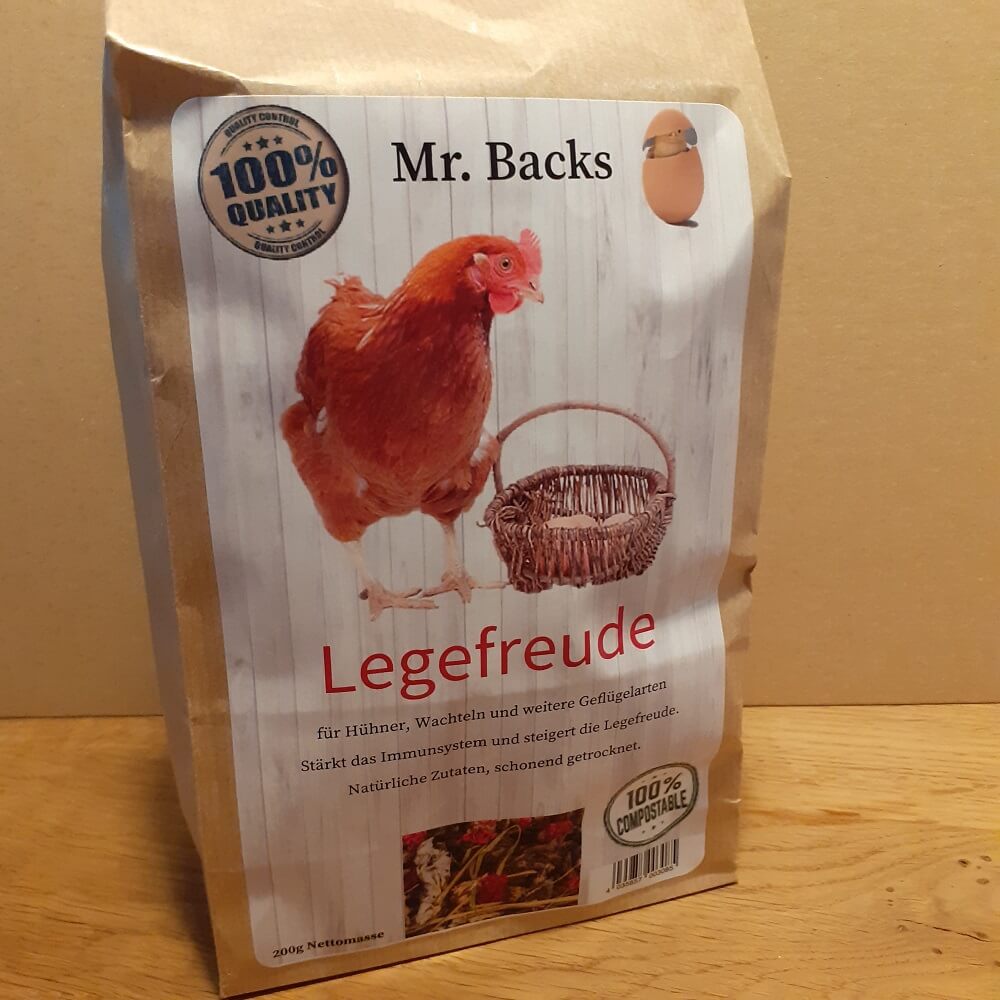 QUALITY CONTROL
100%
QUALITY
QUALITY CONTROL
Mr. Backs
Legefreude
für Hühner, Wachteln und weitere Geflügelarten
Stärkt das Immunsystem und steigert die Legefreude.
Natürliche Zutaten, schonend getrocknet.
100%
COMPOSTABLE
200g Nettomasse